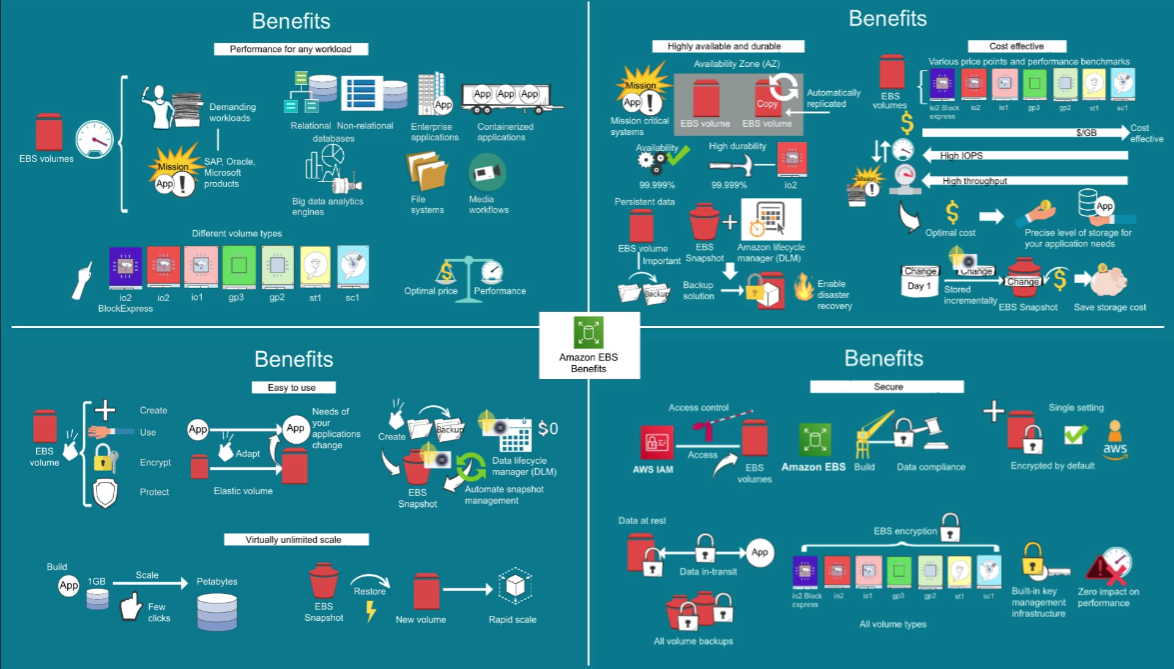 Benefits
Performance for any workload
EBS volumes
Demanding
workloads
Mission
App
SAP, Oracle,
Microsoft
products
Relational Non-relational
databases
App
Enterprise
applications
App App App
Containerized
applications
Big data analytics
engines
File
systems
Media
workflows
Different volume types
io2
BlockExpress
io2
io1
gp3
gp2
st1
sc1
Optimal price
Performance
Benefits
Highly available and durable
Availability Zone (AZ)
Mission
App
Mission critical
systems
EBS volume
Copy
EBS volume
Automatically
replicated
Availability
99.999%
High durability
99.999%
io2
Persistent data
EBS volume
EBS
Snapshot
Amazon lifecycle
manager (DLM)
Important
Backup
Backup
solution
Enable
disaster
recovery
Cost effective
Various price points and performance benchmarks
EBS
volumes
io2 Block
express
io2
io1
gp3
gp2
st1
sc1
$/GB
Cost
effective
High IOPS
High throughput
Mission
App
Optimal cost
App
Precise level of storage for
your application needs
Change
Day 1
Change
Stored
incrementally
Change
EBS Snapshot
Save storage cost
Amazon EBS
Benefits
Benefits
Easy to use
EBS
volume
Create
Use
Encrypt
Protect
App
App
Adapt
Elastic volume
Needs of
your
applications
change
Create
Backup
$0
Data lifecycle
manager (DLM)
EBS
Snapshot
Automate snapshot
management
Virtually unlimited scale
Build
App
1GB
Scale
Few
clicks
Petabytes
EBS
Snapshot
Restore
New volume
Rapid scale
Benefits
Secure
Access control
AWS IAM
Access
EBS
volumes
Amazon EBS
Build
Data compliance
Single setting
aws
Encrypted by default
Data at rest
App
Data in-transit
All volume backups
EBS encryption
io2 Block
express
io2
io1
gp3
gp2
st1
sc1
All volume types
Built-in key
management
infrastructure
Zero impact on
performance